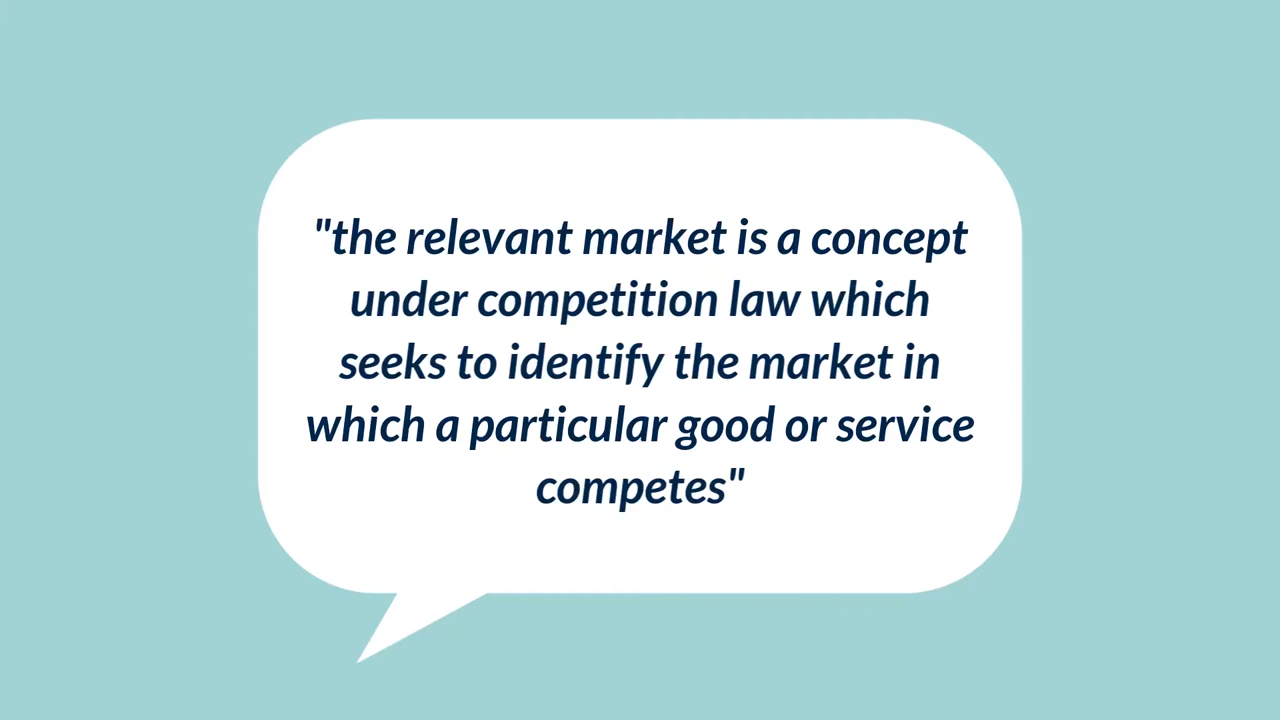 "the relevant market is a concept
under competition law which
seeks to identify the market in
which a particular good or service
competes"